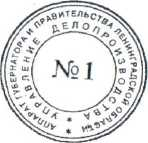 АППАРАТ ГУБЕРНАТОРА И ПРАВИТЕЛЬСТВА ЛЕНИНГРАДСКОЙ ОБЛАСТИ
УПРАВЛЕНИЕ ДЕЛОПРОИЗВОДСТВА
№1